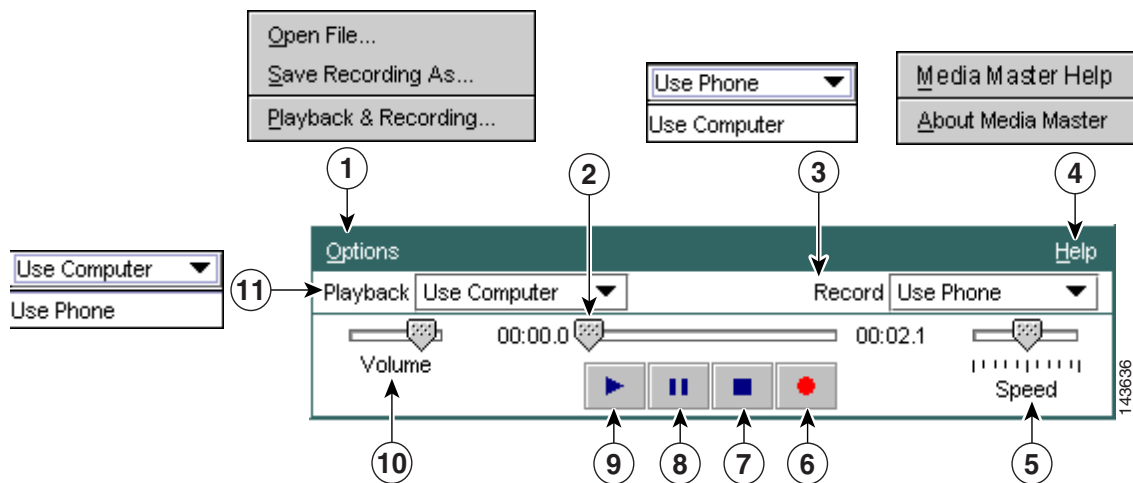 Open File...
Save Recording As...
Playback & Recording...
Use Phone
Use Computer
Media Master Help
About Media Master
1
2
3
4
Options
Help
Use Computer
Use Phone
11
Playback
Use Computer
Record
Use Phone
00:00.0
00:02.1
Volume
Speed
10
9
8
7
6
5
143636